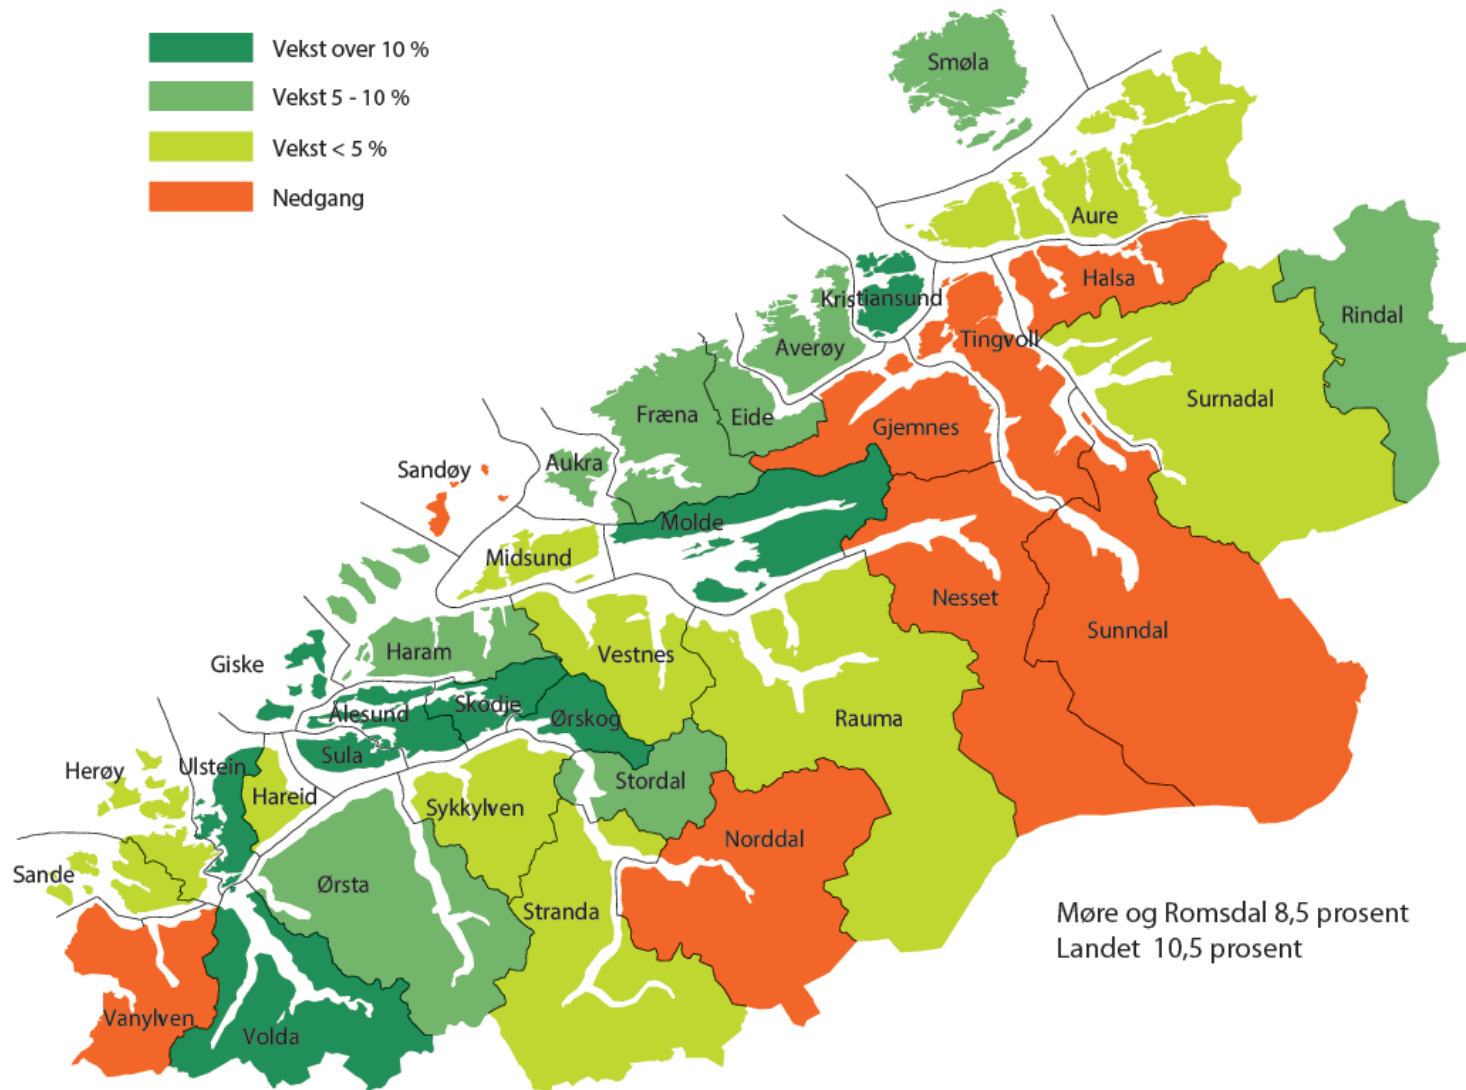 Vekst over 10 %
Vekst 5 - 10 %
Vekst < 5 %
Nedgang
Smøla
Aure
Halsa
Rindal
Kristiansund
Tingvoll
Averøy
Surnadal
Fræna
Eide
Gjemnes
Sandøy
Aukra
Molde
Midsund
Nesset
Sunndal
Giske
Haram
Vestnes
Rauma
Ålesund
Skodje
Ørskog
Sula
Herøy
Ulstein
Hareid
Stordal
Sykkylven
Norddal
Sande
Ørsta
Stranda
Møre og Romsdal 8,5 prosent
Landet 10,5 prosent
Vanylven
Volda